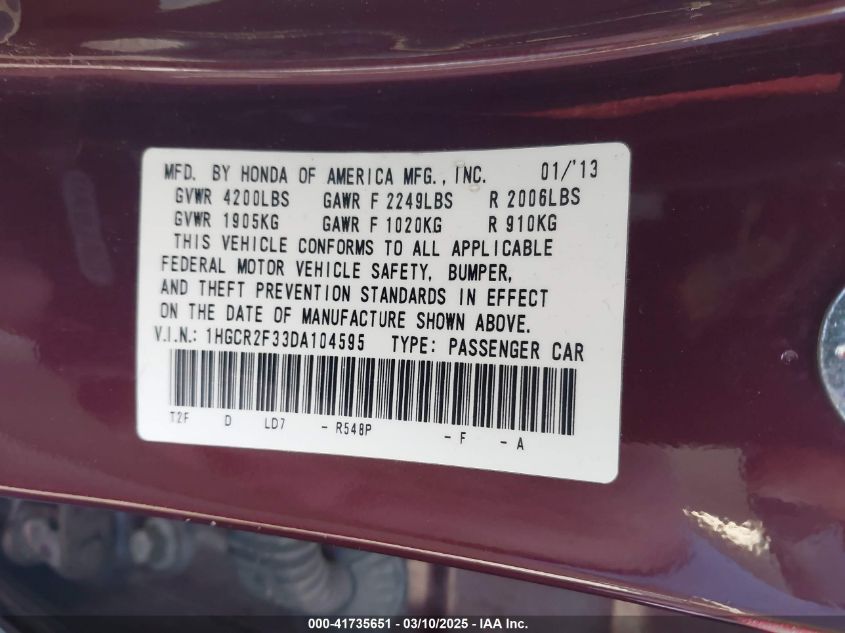 MFD. BY HONDA OF AMERICA MFG., INC. 01/'13
GVWR 4200LBS GAWR F 2249LBS R 2006LBS
GVWR 1905KG GAWR F 1020KG R 910KG
THIS VEHICLE CONFORMS TO ALL APPLICABLE
FEDERAL MOTOR VEHICLE SAFETY, BUMPER,
AND THEFT PREVENTION STANDARDS IN EFFECT
ON THE DATE OF MANUFACTURE SHOWN ABOVE.
V.I.N.: 1HGCR2F33DA104595 TYPE: PASSENGER CAR
T2F D LD7 - R548P - F - A
000-41735651 - 03/10/2025 - IAA Inc.